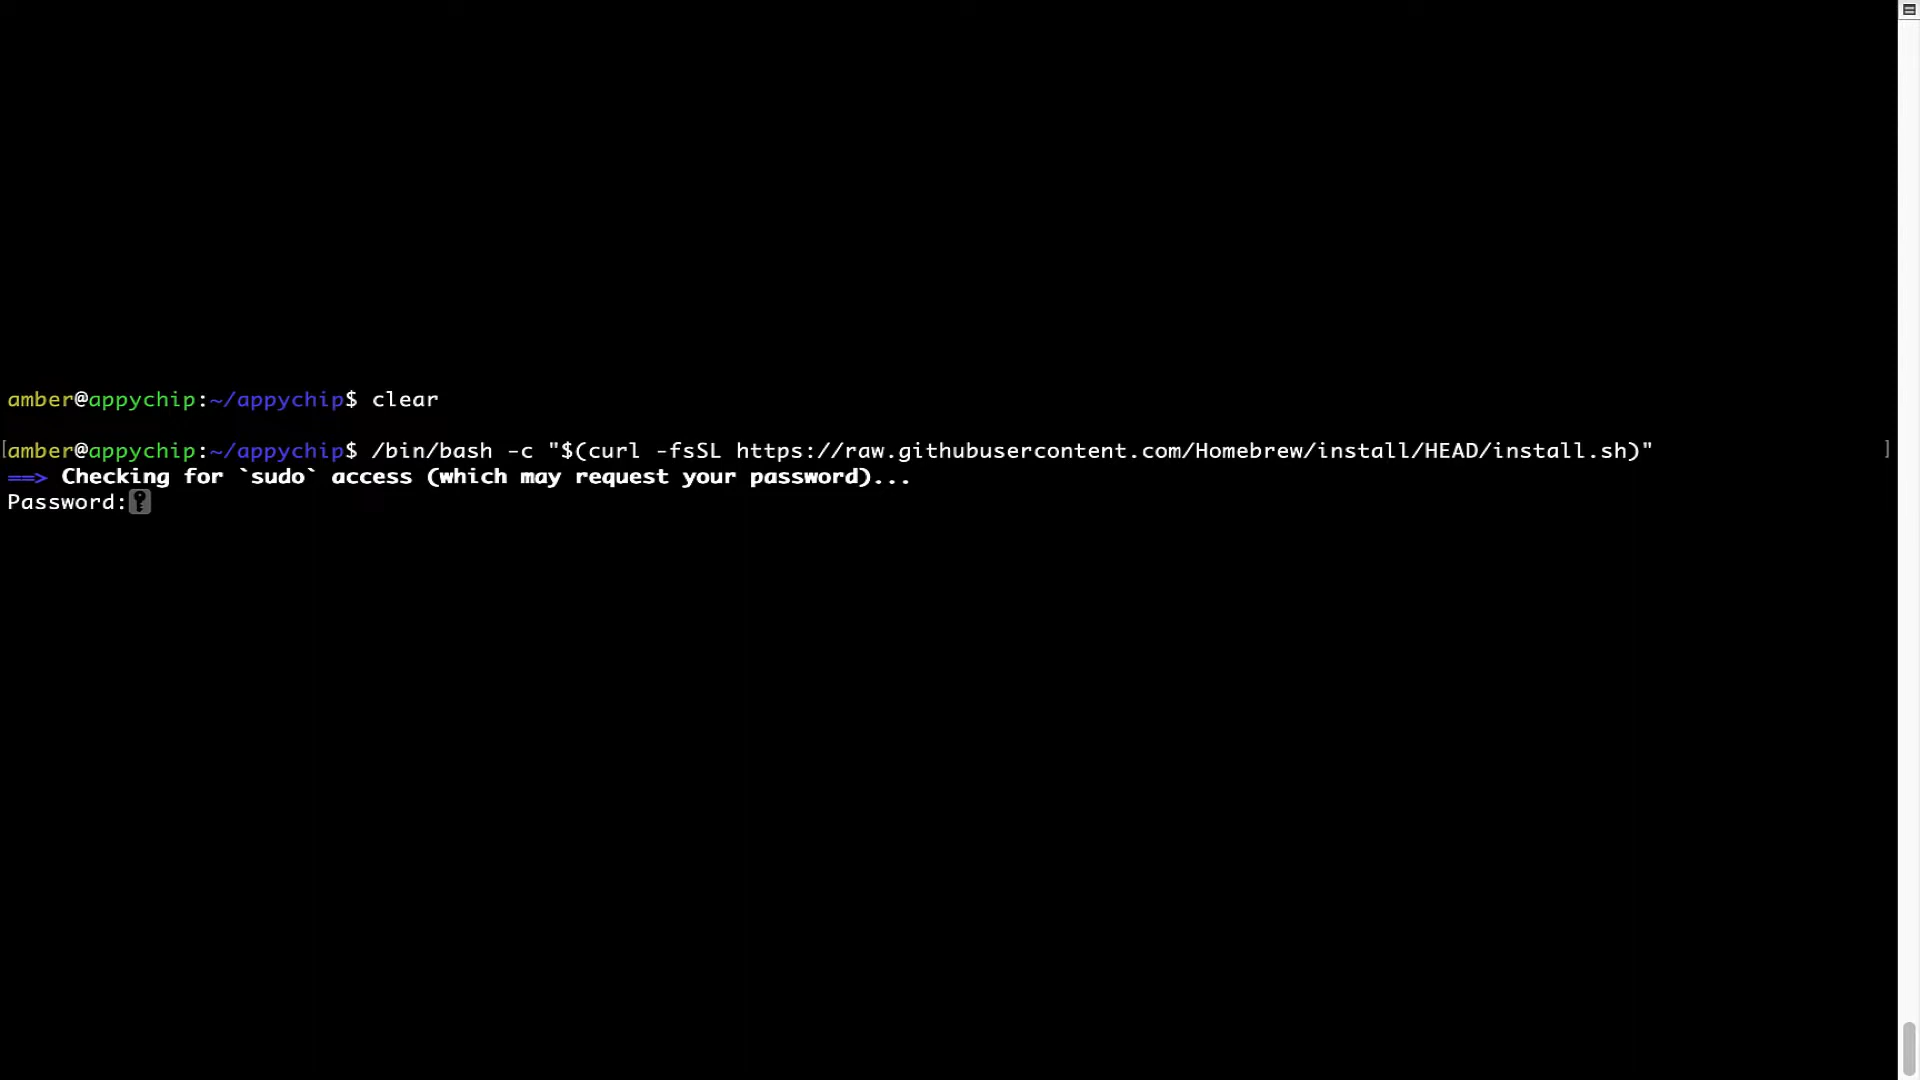 amber@appychip:~/appychip$ clear
[amber@appychip:~/appychip$ /bin/bash -c "$(curl -fsSL https://raw.githubusercontent.com/Homebrew/install/HEAD/install.sh)" ]
==> Checking for `sudo` access (which may request your password)...
Password: